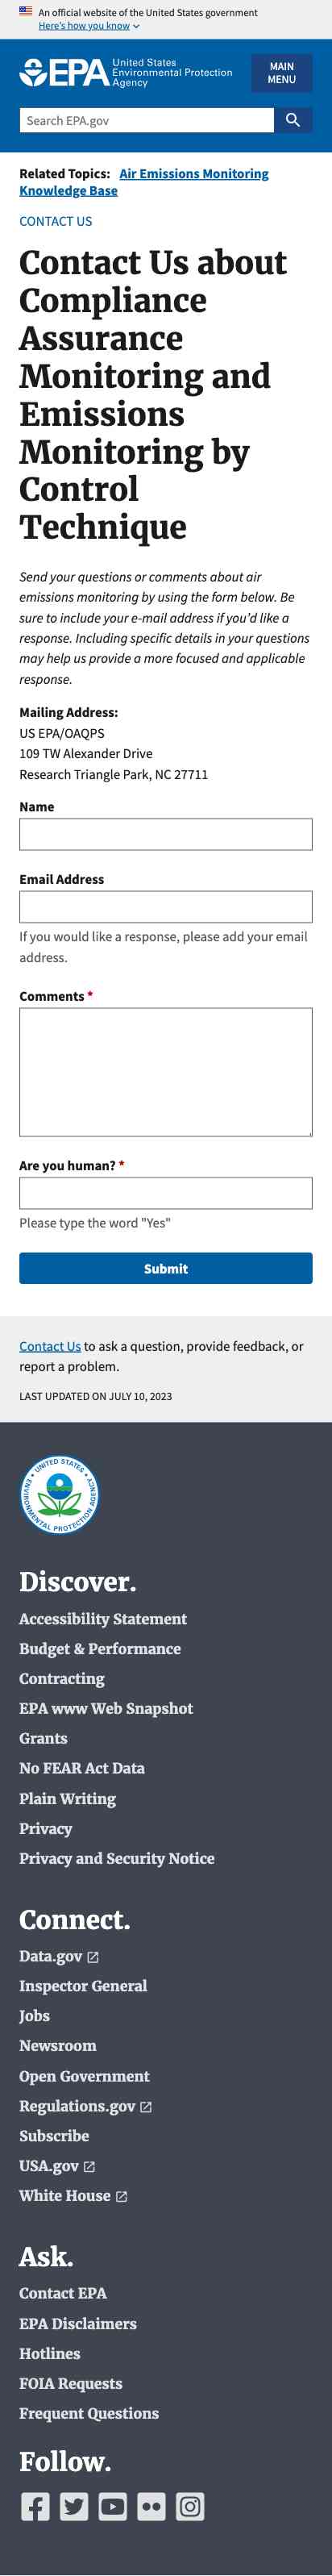 An official website of the United States government
Here's how you know
EPA United States
Environmental Protection
Agency
MAIN
MENU
Search EPA.gov
Related Topics: Air Emissions Monitoring
Knowledge Base
CONTACT US
Contact Us about
Compliance
Assurance
Monitoring and
Emissions
Monitoring by
Control
Technique
Send your questions or comments about air
emissions monitoring by using the form below. Be
sure to include your e-mail address if you'd like a
response. Including specific details in your questions
may help us provide a more focused and applicable
response.
Mailing Address:
US EPA/OAQPS
109 TW Alexander Drive
Research Triangle Park, NC 27711
Name
Email Address
If you would like a response, please add your email
address.
Comments *
Are you human? *
Please type the word "Yes"
Submit
Contact Us to ask a question, provide feedback, or
report a problem.
LAST UPDATED ON JULY 10, 2023
UNITED STATES
ENVIRONMENTAL PROTECTION AGENCY
Discover.
Accessibility Statement
Budget & Performance
Contracting
EPA www Web Snapshot
Grants
No FEAR Act Data
Plain Writing
Privacy
Privacy and Security Notice
Connect.
Data.gov
Inspector General
Jobs
Newsroom
Open Government
Regulations.gov
Subscribe
USA.gov
White House
Ask.
Contact EPA
EPA Disclaimers
Hotlines
FOIA Requests
Frequent Questions
Follow.